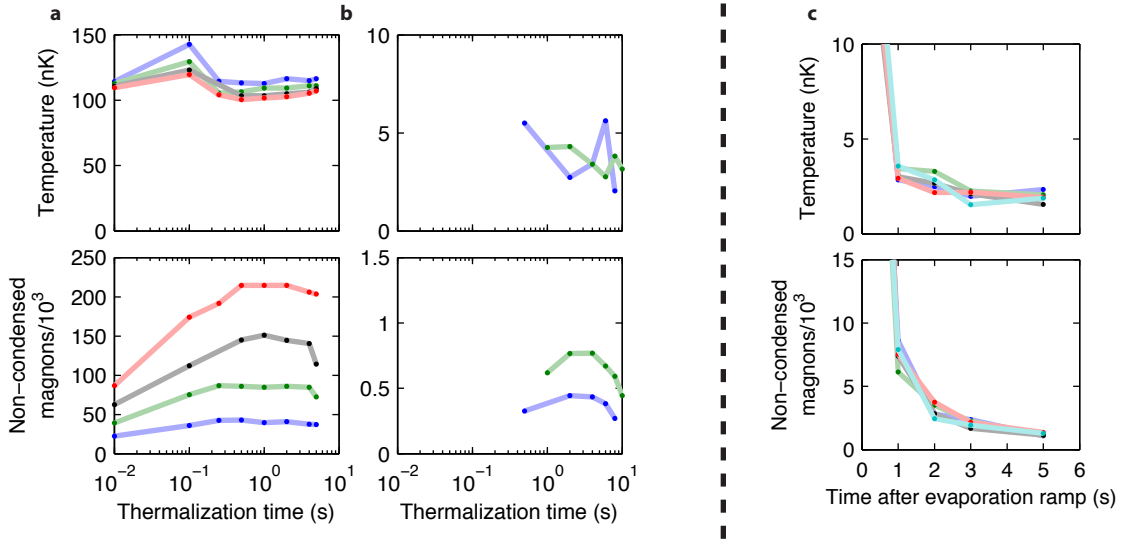 a
b
c
150
100
50
0
Temperature (nK)
10
5
0
10
5
0
Temperature (nK)
250
200
150
100
50
0
Non−condensed
magnons/10^3
10^−2
10^−1
10^0
10^1
Thermalization time (s)
1.5
1
0.5
0
10^−2
10^−1
10^0
10^1
Thermalization time (s)
15
10
5
0
Non−condensed
magnons/10^3
0 1 2 3 4 5 6
Time after evaporation ramp (s)